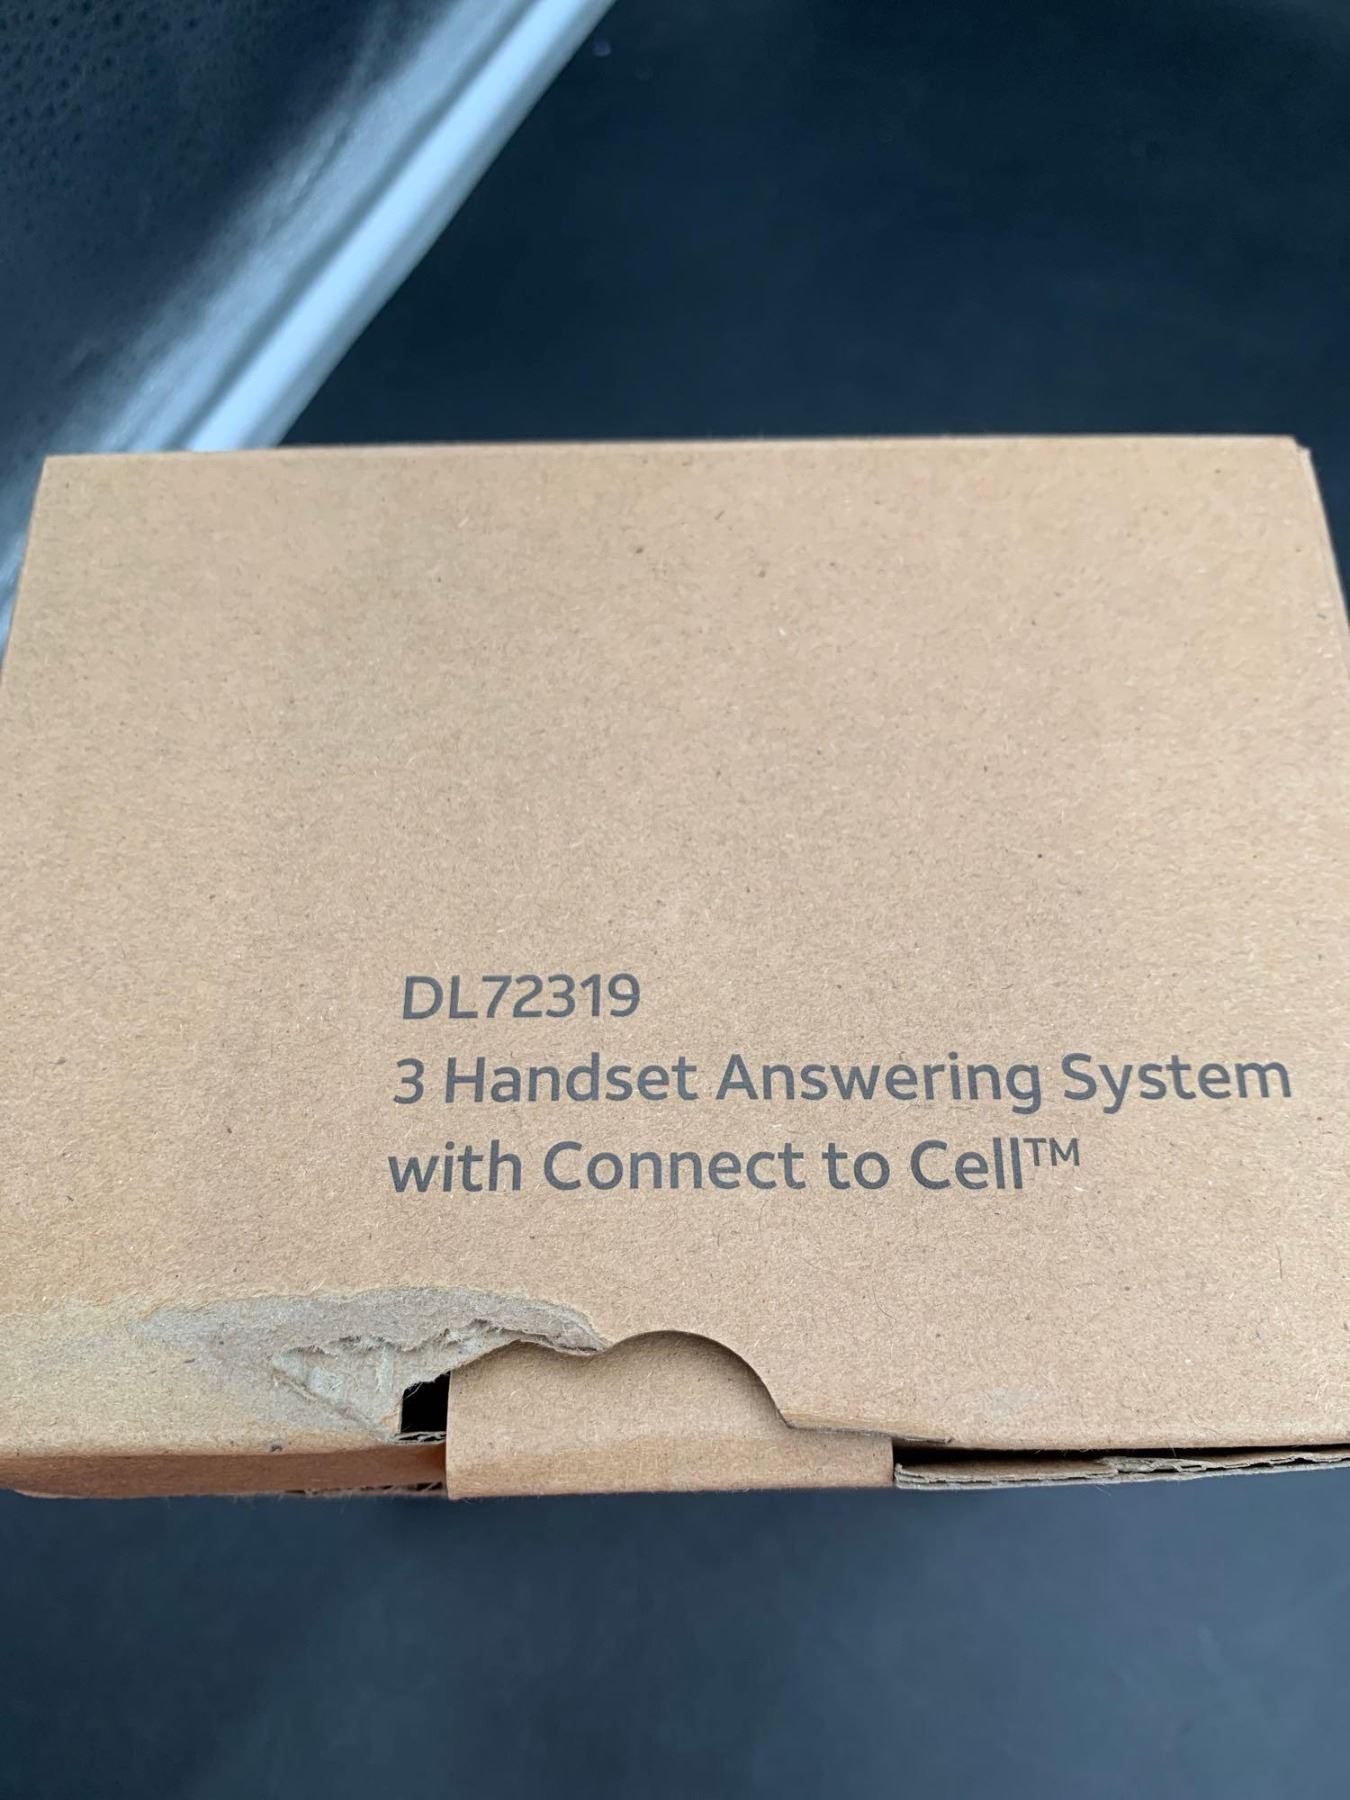 DL72319
3 Handset Answering System
with Connect to Cell™